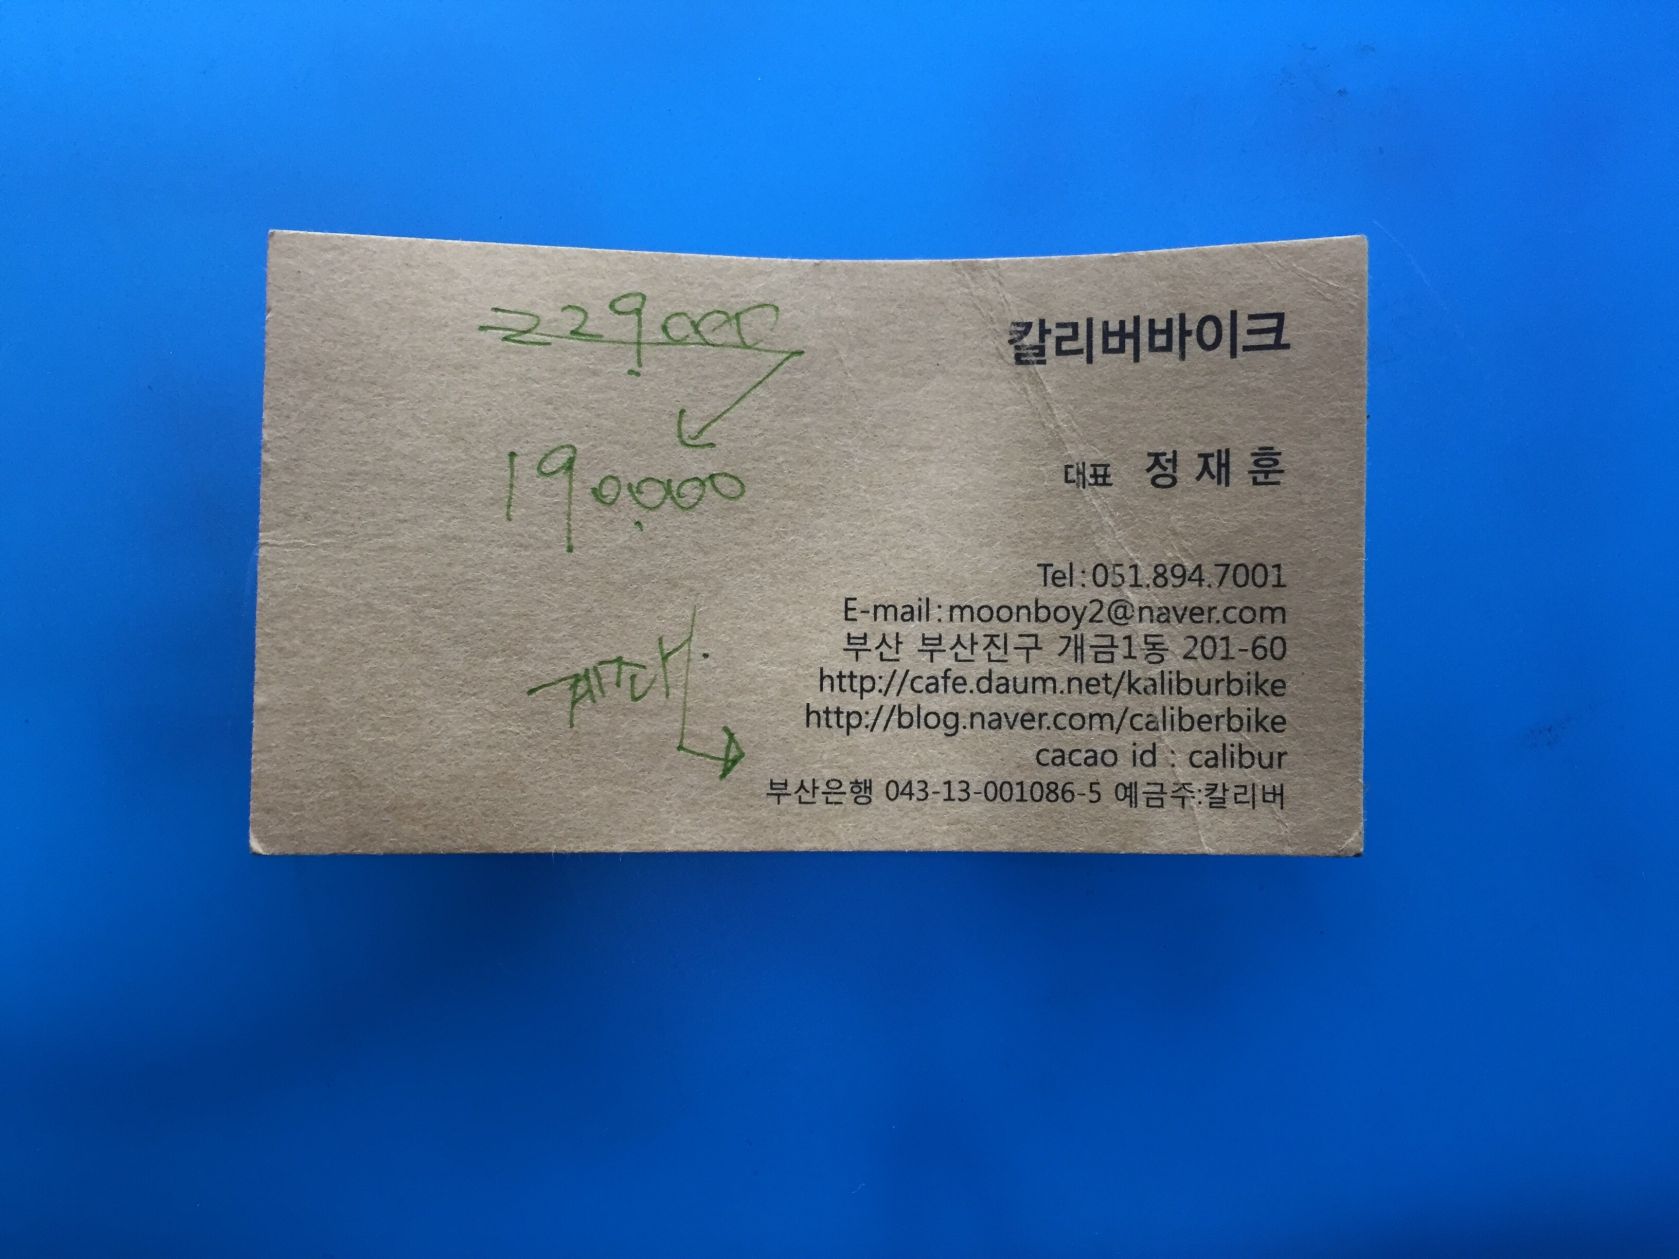 229,000
190,000
계좌.
칼리버바이크
대표 정재훈
Tel:051.894.7001
E-mail:moonboy2@naver.com
부산 부산진구 개금1동 201-60
http://cafe.daum.net/kaliburbike
http://blog.naver.com/caliberbike
cacao id : calibur
부산은행 043-13-001086-5 예금주:칼리버